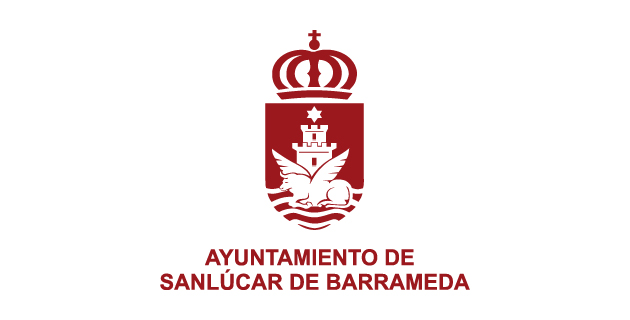 AYUNTAMIENTO DE
SANLÚCAR DE BARRAMEDA